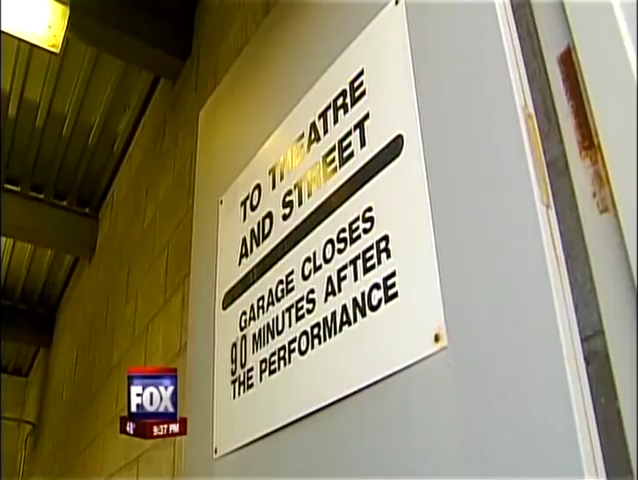 TO THEATRE
AND STREET
GARAGE CLOSES
90 MINUTES AFTER
THE PERFORMANCE
FOX
9:37 PM